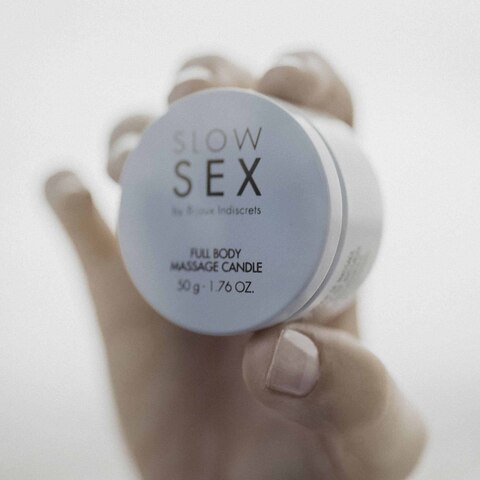 SLOW
SEX
by Bijoux Indiscrets
FULL BODY
MASSAGE CANDLE
50 g · 1.76 OZ.